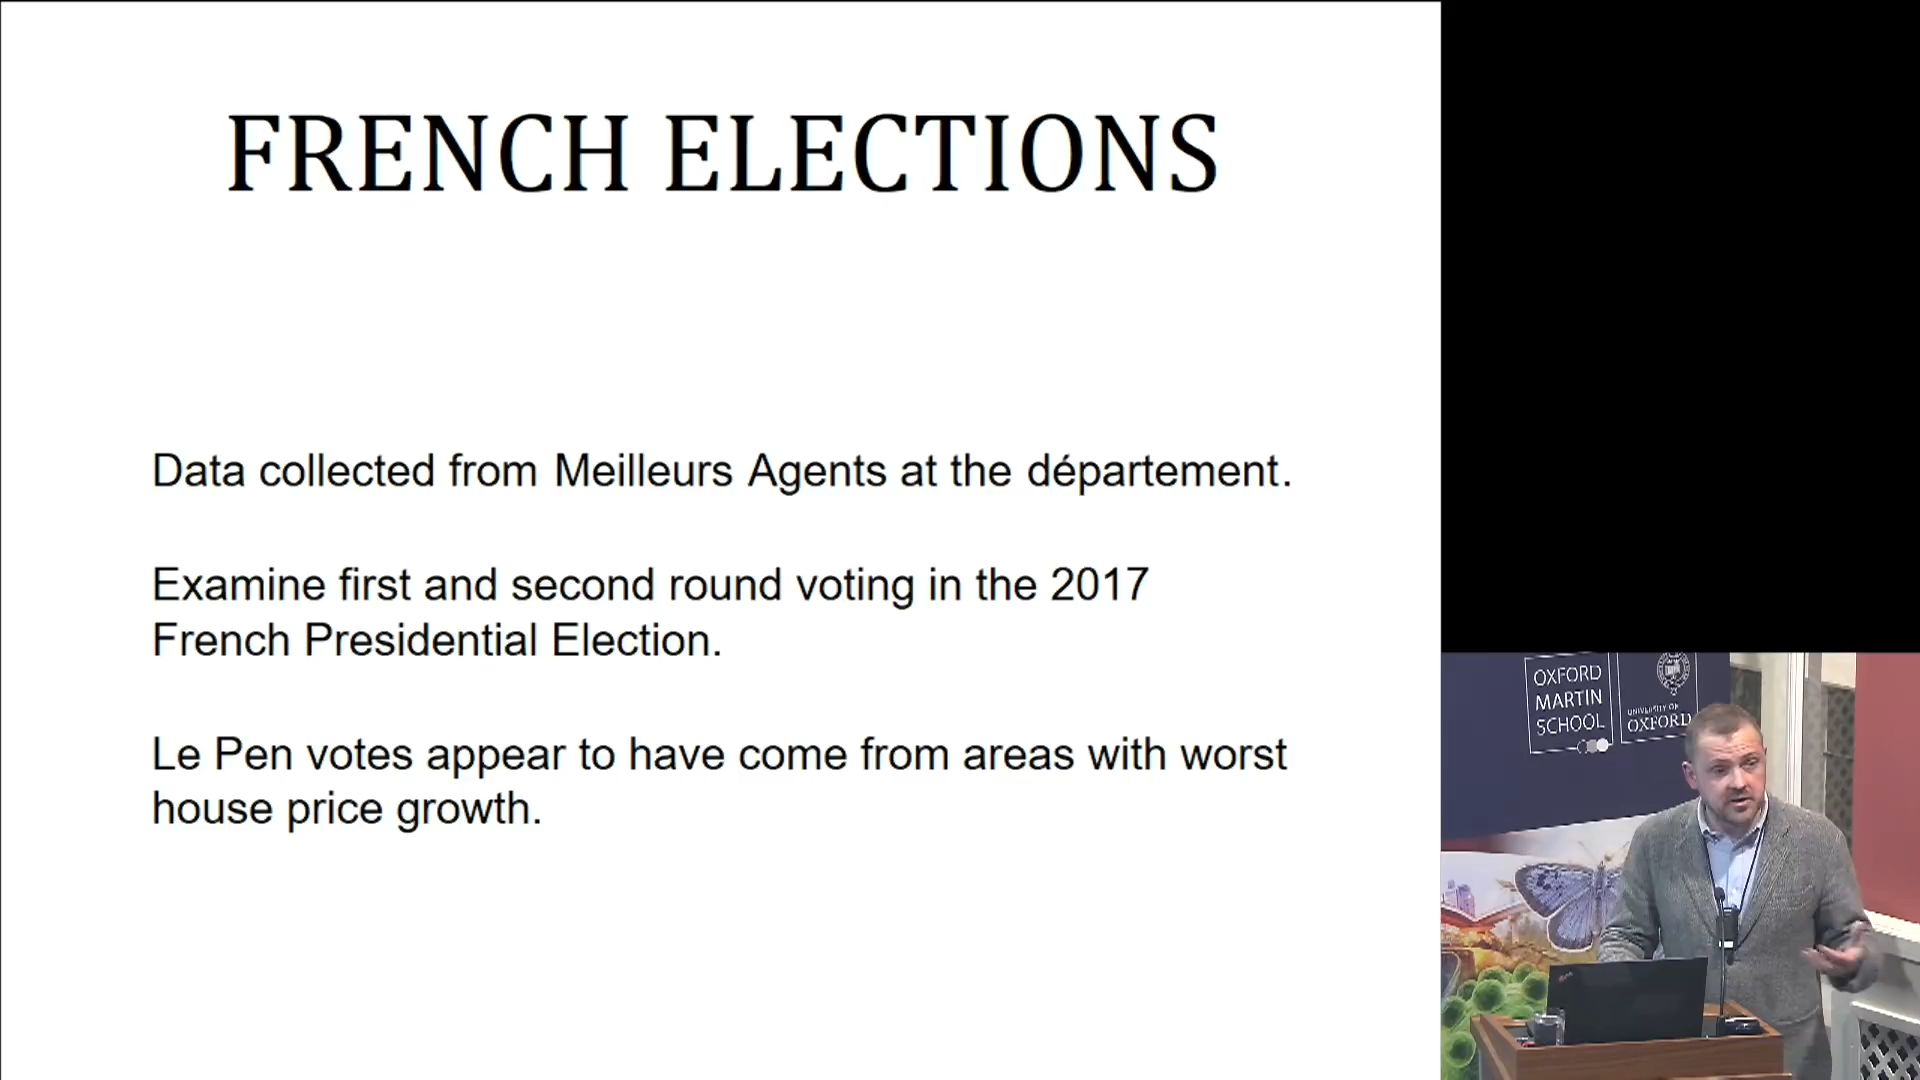 FRENCH ELECTIONS
Data collected from Meilleurs Agents at the département.
Examine first and second round voting in the 2017
French Presidential Election.
Le Pen votes appear to have come from areas with worst
house price growth.
OXFORD
MARTIN
SCHOOL
UNIVERSITY OF
OXFORD